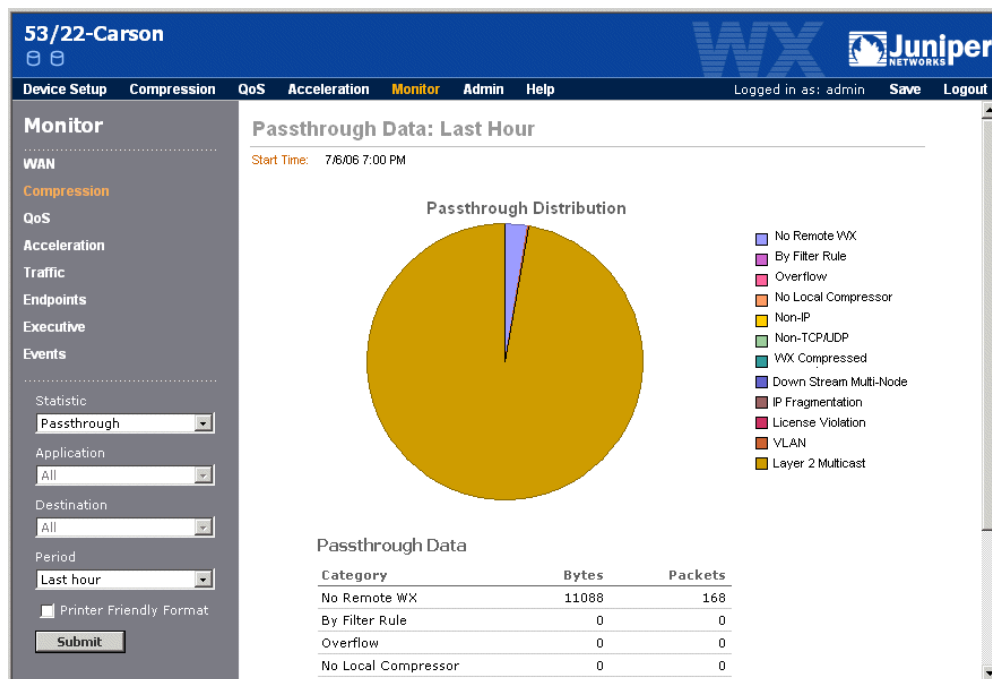 53/22-Carson
WX
Juniper
NETWORKS
Device Setup Compression QoS Acceleration Monitor Admin Help Logged in as: admin Save Logout
Monitor
WAN
Compression
QoS
Acceleration
Traffic
Endpoints
Executive
Events
Statistic
Passthrough
Application
All
Destination
All
Period
Last hour
Printer Friendly Format
Submit
Passthrough Data: Last Hour
Start Time: 7/6/06 7:00 PM
Passthrough Distribution
No Remote WX
By Filter Rule
Overflow
No Local Compressor
Non-IP
Non-TCP/UDP
WX Compressed
Down Stream Multi-Node
IP Fragmentation
License Violation
VLAN
Layer 2 Multicast
Passthrough Data
Category Bytes Packets
No Remote WX 11088 168
By Filter Rule 0 0
Overflow 0 0
No Local Compressor 0 0